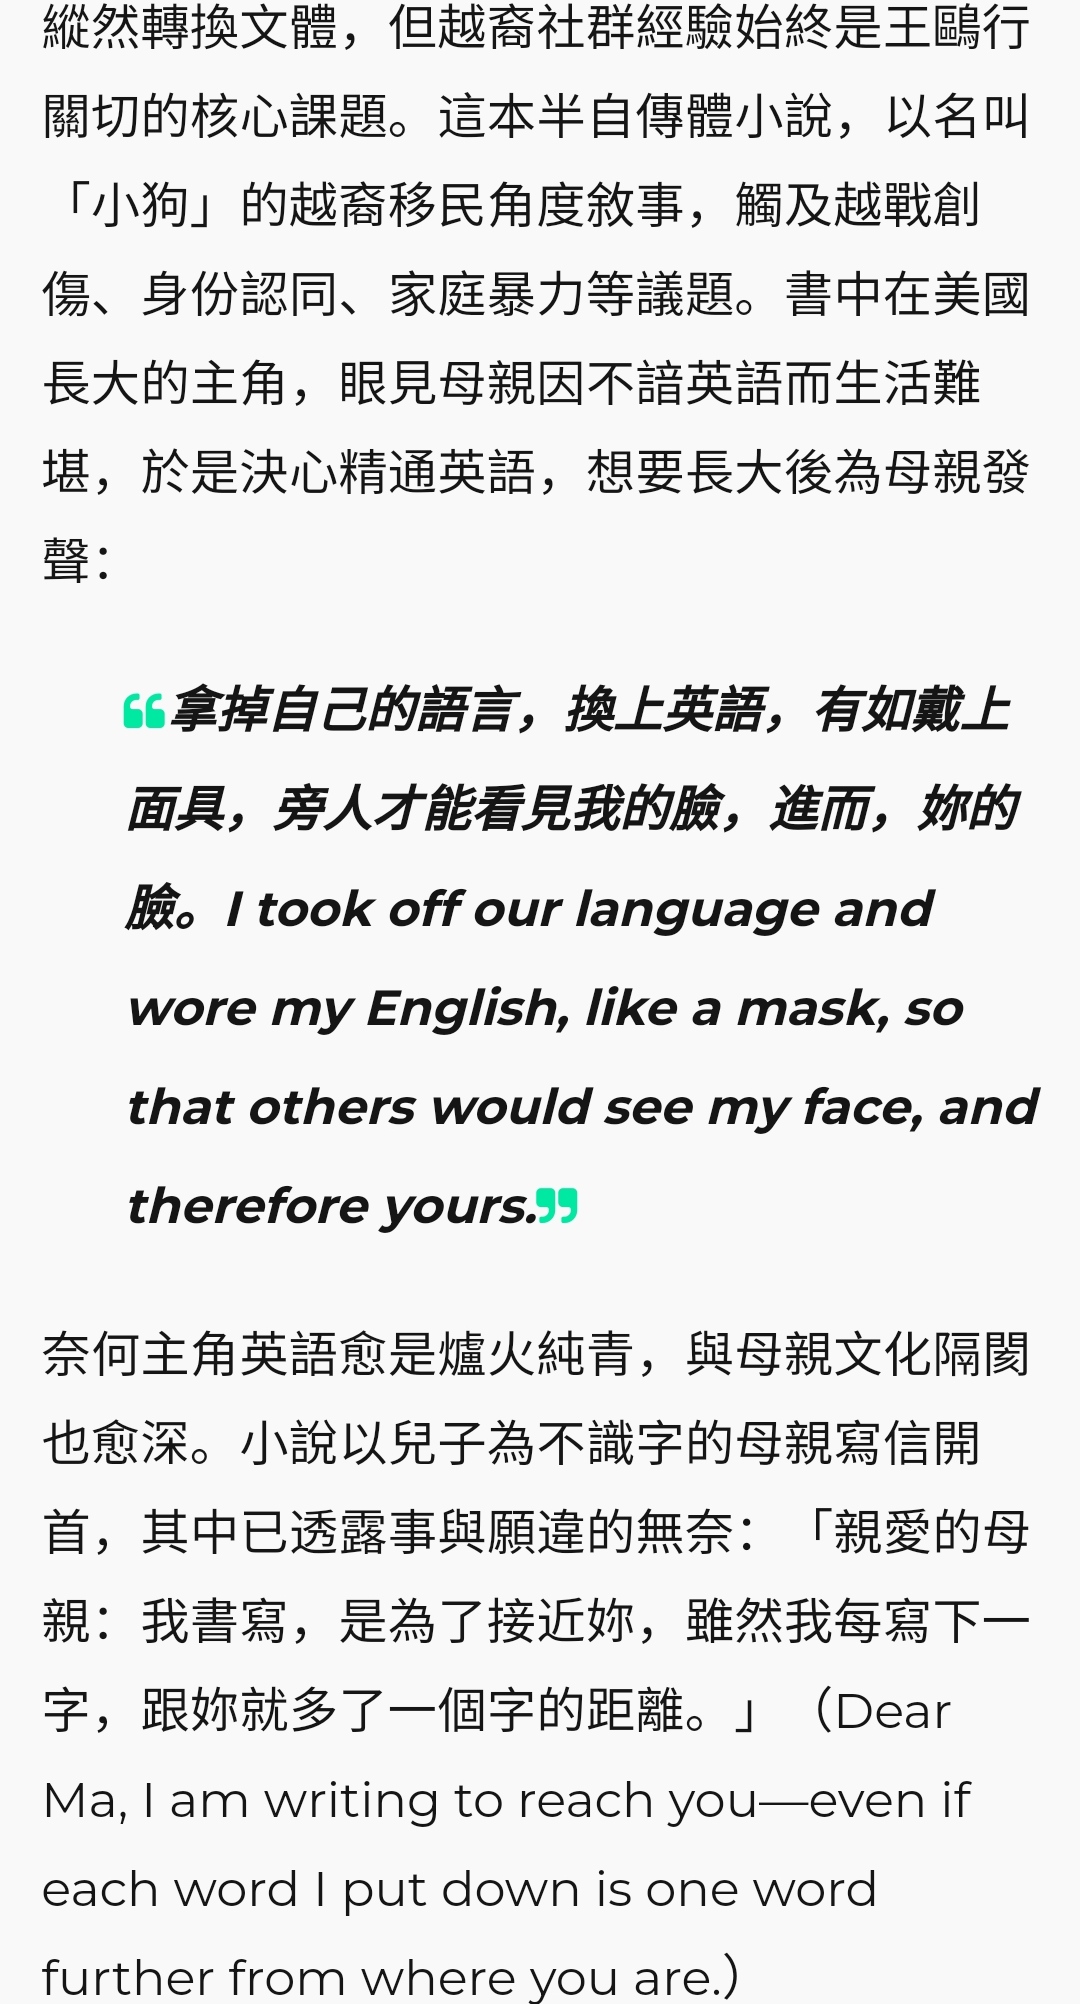 縱然轉換文體，但越裔社群經驗始終是王鷗行
關切的核心課題。這本半自傳體小說，以名叫
「小狗」的越裔移民角度敘事，觸及越戰創
傷、身份認同、家庭暴力等議題。書中在美國
長大的主角，眼見母親因不諳英語而生活難
堪，於是決心精通英語，想要長大後為母親發
聲：
❝拿掉自己的語言，換上英語，有如戴上
面具，旁人才能看見我的臉，進而，妳的
臉。I took off our language and
wore my English, like a mask, so
that others would see my face, and
therefore yours.❞
奈何主角英語愈是爐火純青，與母親文化隔閡
也愈深。小說以兒子為不識字的母親寫信開
首，其中已透露事與願違的無奈：「親愛的母
親：我書寫，是為了接近妳，雖然我每寫下一
字，跟妳就多了一個字的距離。」（Dear
Ma, I am writing to reach you—even if
each word I put down is one word
further from where you are.）